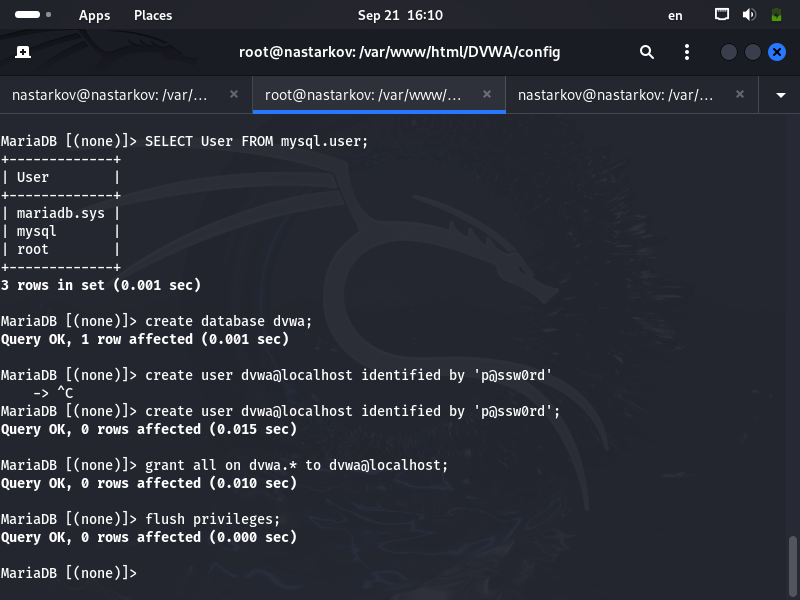 Apps Places Sep 21 16:10 en
root@nastarkov: /var/www/html/DVWA/config
nastarkov@nastarkov: /var/... × root@nastarkov: /var/www/... × nastarkov@nastarkov: /var/... ×
MariaDB [(none)]> SELECT User FROM mysql.user;
+-------------+
| User        |
+-------------+
| mariadb.sys |
| mysql       |
| root        |
+-------------+
3 rows in set (0.001 sec)
MariaDB [(none)]> create database dvwa;
Query OK, 1 row affected (0.001 sec)
MariaDB [(none)]> create user dvwa@localhost identified by 'p@ssw0rd'
    -> ^C
MariaDB [(none)]> create user dvwa@localhost identified by 'p@ssw0rd';
Query OK, 0 rows affected (0.015 sec)
MariaDB [(none)]> grant all on dvwa.* to dvwa@localhost;
Query OK, 0 rows affected (0.010 sec)
MariaDB [(none)]> flush privileges;
Query OK, 0 rows affected (0.000 sec)
MariaDB [(none)]>